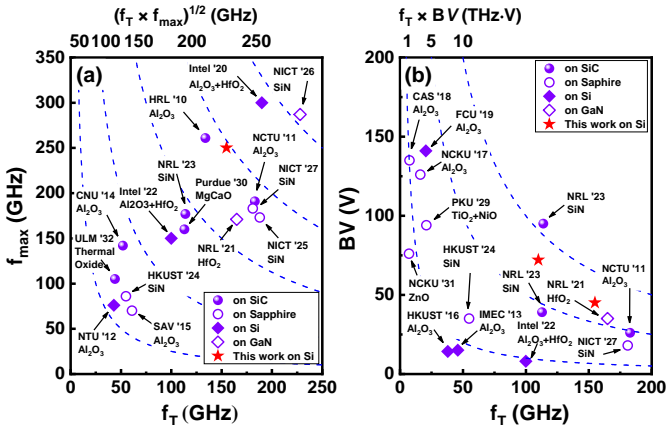 (f_T × f_max)^1/2 (GHz)
50 100 130 180 210 250
(a)
Intel '20
Al₂O₃+HfO₂
NICT '26
SiN
HRL '10
Al₂O₃
NCTU '11
Al₂O₃
NRL '23
SiN
NICT '27
SiN
Purdue '30
MgCaO
Intel '22
Al2O3+HfO₂
CNU '14
Al₂O₃
ULM '32
Thermal
Oxide
HKUST '24
SiN
NRL '21
HfO₂
NICT '25
SiN
NTU '12
Al₂O₃
SAV '15
Al₂O₃
on SiC
on Sapphire
on Si
on GaN
This work on Si
f_max (GHz)
400
350
300
250
200
150
100
50
0
0 50 100 150 200 250
f_T (GHz)
f_T × BV (THz·V)
1 5 10
(b)
CAS '18
Al₂O₃
FCU '19
Al₂O₃
NCKU '17
Al₂O₃
PKU '29
TiO₂+NiO
NRL '23
SiN
HKUST '24
SiN
NCKU '31
ZnO
NRL '23
SiN
NRL '21
HfO₂
NCTU '11
Al₂O₃
HKUST '16
Al₂O₃
IMEC '13
Al₂O₃
Intel '22
Al₂O₃+HfO₂
NICT '27
SiN
on SiC
on Saphire
on Si
on GaN
This work on Si
BV (GHz)
200
150
100
50
0
0 50 100 150 200
f_T (GHz)